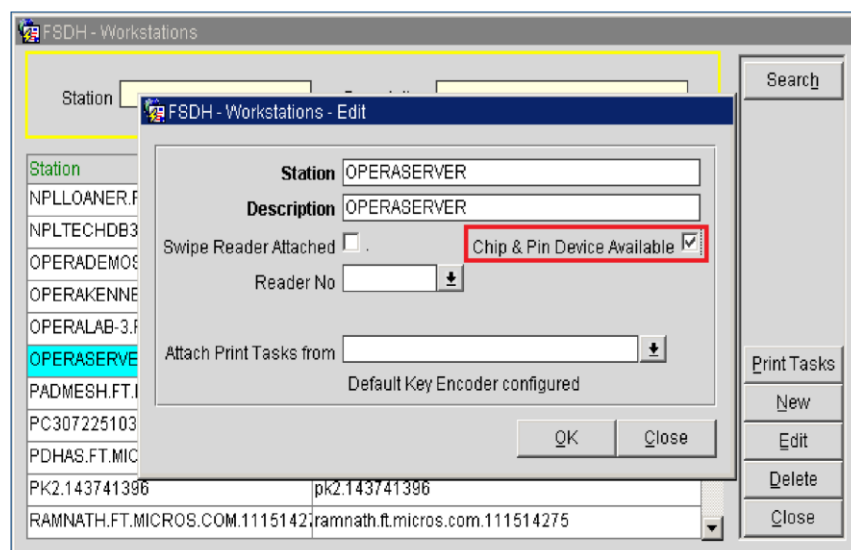 FSDH - Workstations
Station
Search
FSDH - Workstations - Edit
Station OPERASERVER
Description OPERASERVER
Swipe Reader Attached .
Chip & Pin Device Available
Reader No
Attach Print Tasks from
Default Key Encoder configured
OK
Close
Station
NPLLOANER.F
NPLTECHDB3
OPERADEMOS
OPERAKENNE
OPERALAB-3.F
OPERASERVE
PADMESH.FT.I
PC307225103
PDHAS.FT.MIC
PK2.143741396 pk2.143741396
RAMNATH.FT.MICROS.COM.11151427 ramnath.ft.micros.com.111514275
Print Tasks
New
Edit
Delete
Close